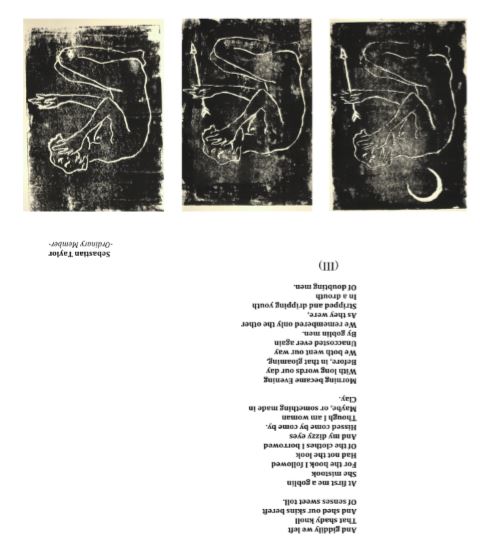 And giddily we left
That shady knoll
And shed our skins bereft
Of senses sweet toll.
At first me a goblin
She mistook
For the hook I followed
Had not the look
Of the clothes I borrowed
And my dizzy eyes
Hissed come by come by.
Though I am woman
Maybe, or something made in
Clay.
Morning became Evening
With long words our day
Before, in that gloaming,
We both went our way
Unaccosted ever again
By goblin men.
We remembered only the other
As they were,
Stripped and dripping youth
In a drouth
Of doubting men.
(III)
Sebastian Taylor
-Ordinary Member-